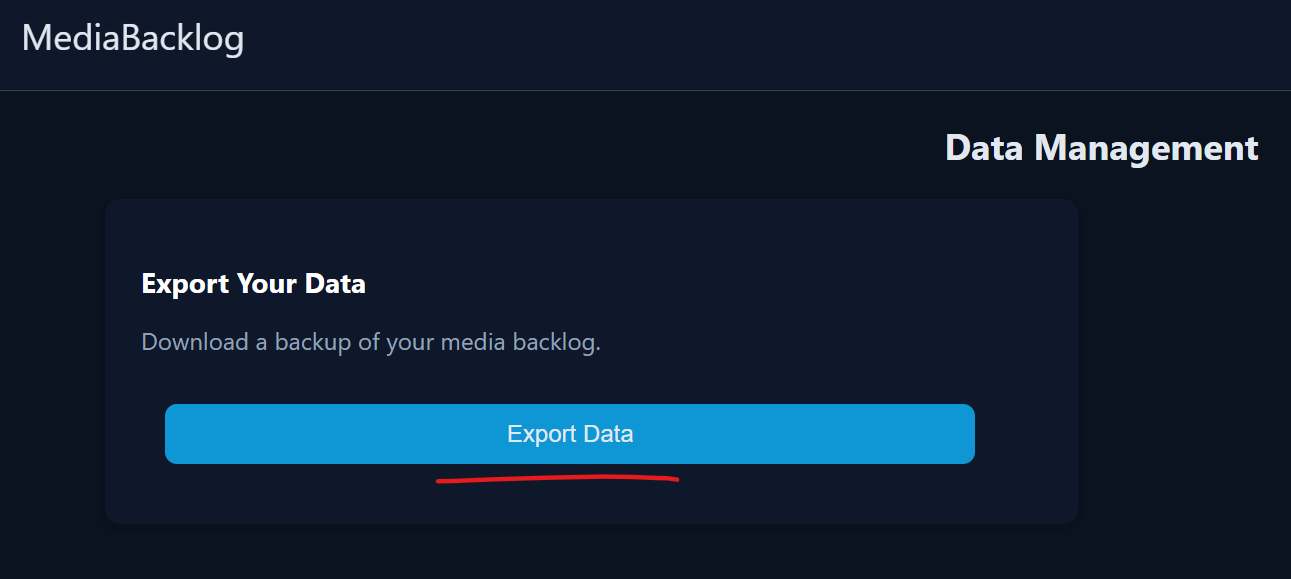 MediaBacklog
Data Management
Export Your Data
Download a backup of your media backlog.
Export Data